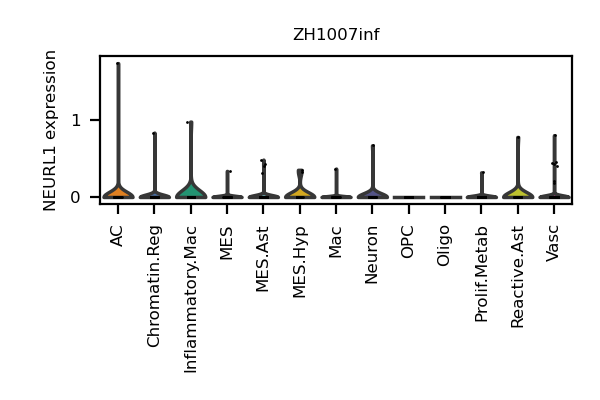 ZH1007inf
NEURL1 expression
1
0
AC
Chromatin.Reg
Inflammatory.Mac
MES
MES.Ast
MES.Hyp
Mac
Neuron
OPC
Oligo
Prolif.Metab
Reactive.Ast
Vasc